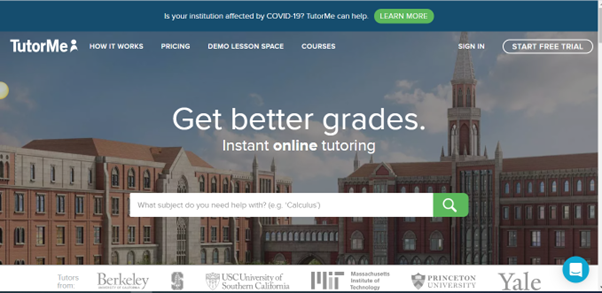 Is your institution affected by COVID-19? TutorMe can help. LEARN MORE
TutorMe HOW IT WORKS PRICING DEMO LESSON SPACE COURSES SIGN IN START FREE TRIAL
Get better grades.
Instant online tutoring
What subject do you need help with? (e.g. 'Calculus')
Tutors from:
Berkeley
UNIVERSITY OF CALIFORNIA
S
USC University of Southern California
MIT Massachusetts Institute of Technology
PRINCETON UNIVERSITY
Yale